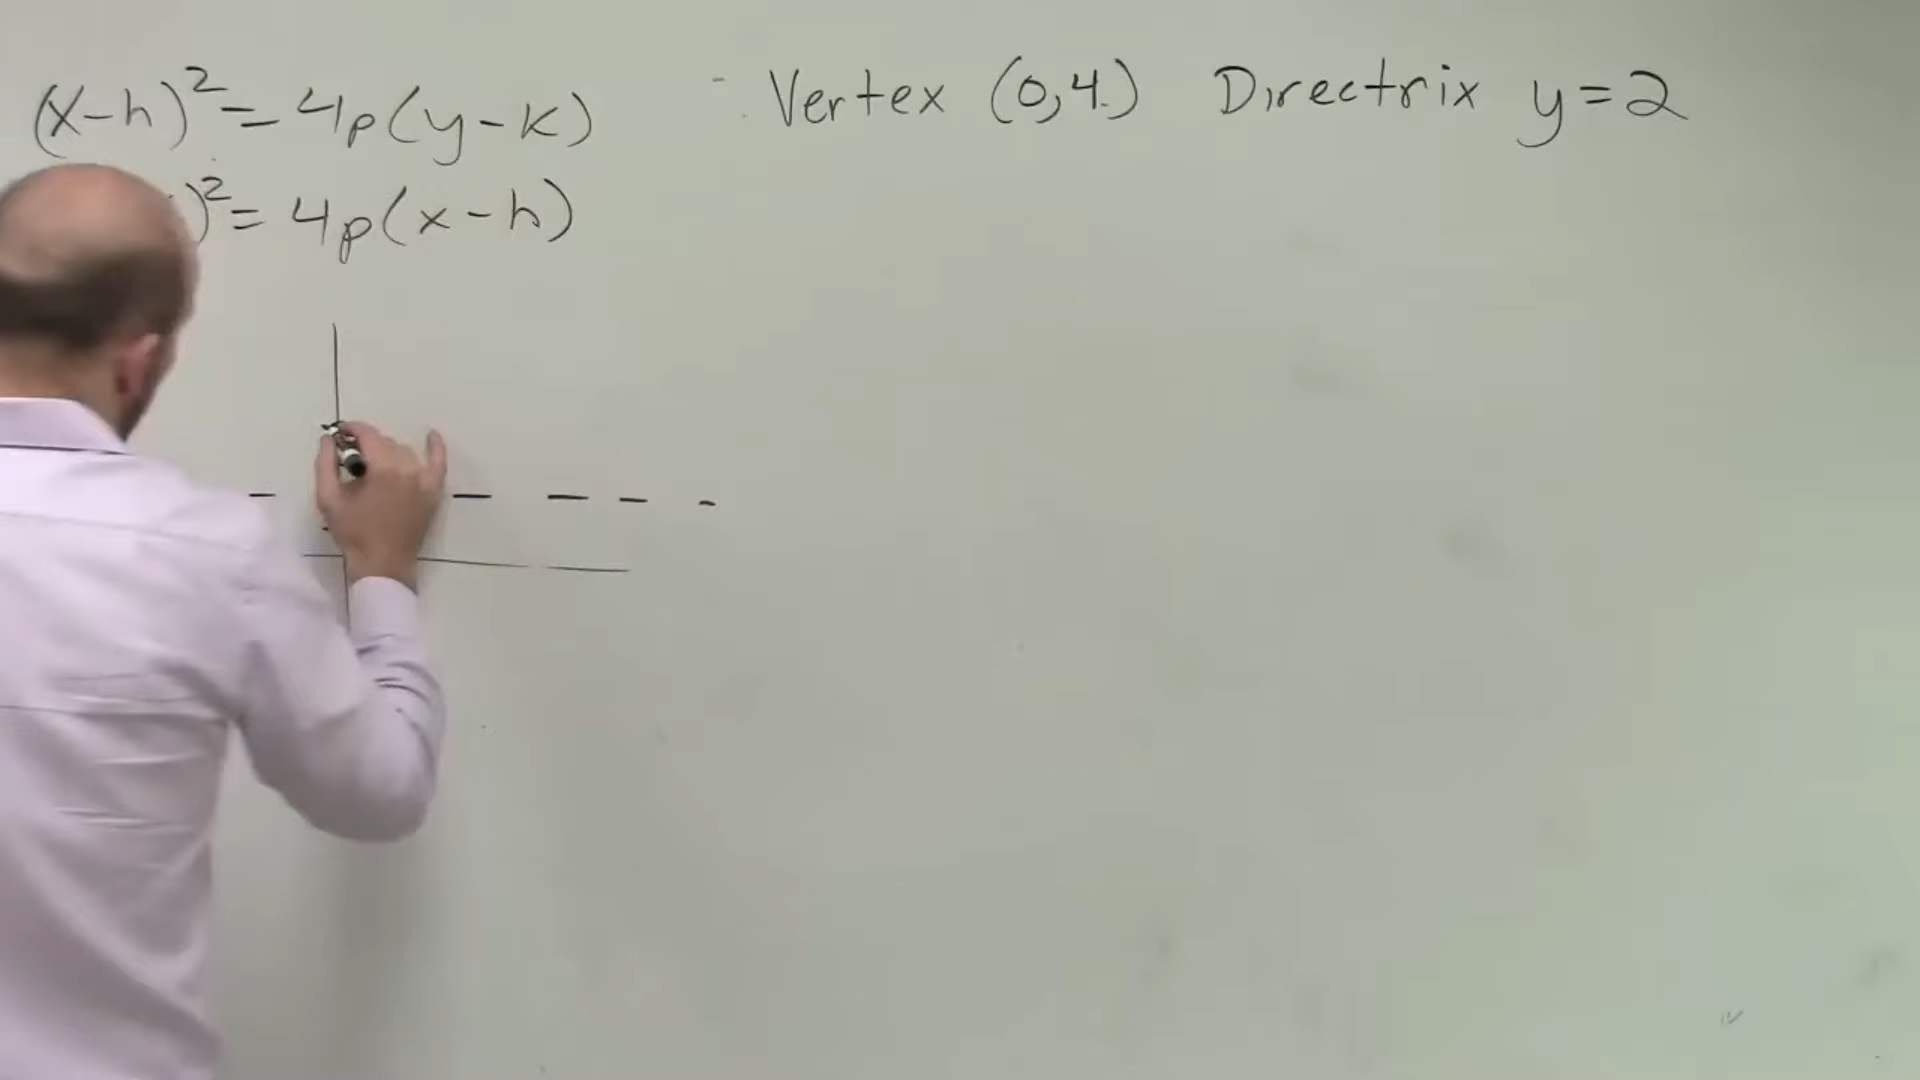 (x-h)²=4p(y-k)
)²=4p(x-h)
Vertex (0,4) Directrix y=2